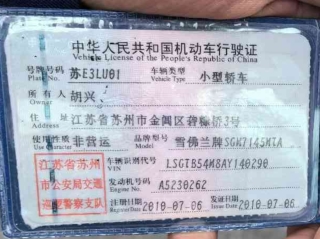 中华人民共和国机动车行驶证
Vehicle License of the People's Republic of China
号牌号码 苏E3LU01 车辆类型 小型轿车
Plate No. Vehicle Type
所有人 胡兴
Owner
住址 江苏省苏州市金阊区碧榛桥3号
Address
使用性质 非营运 品牌型号 雪佛兰牌SGM7145MTA
Use Character Model
江苏省苏州 车辆识别代号 LSGTB54M8AY140290
VIN
市公安局交通 发动机号码 A5230262
Engine No.
巡逻警察支队 注册日期 2010-07-06 发证日期 2010-07-06
Register Date Issue Date